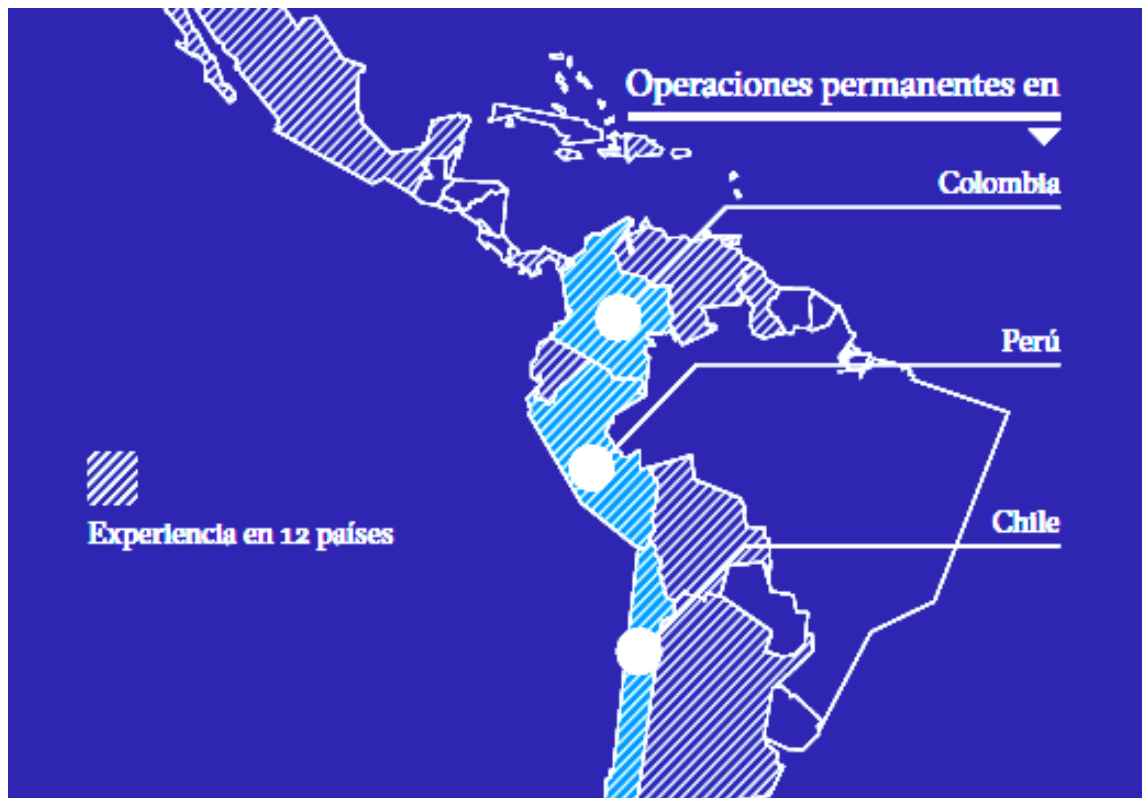 Operaciones permanentes en
Colombia
Perú
Chile
Experiencia en 12 países